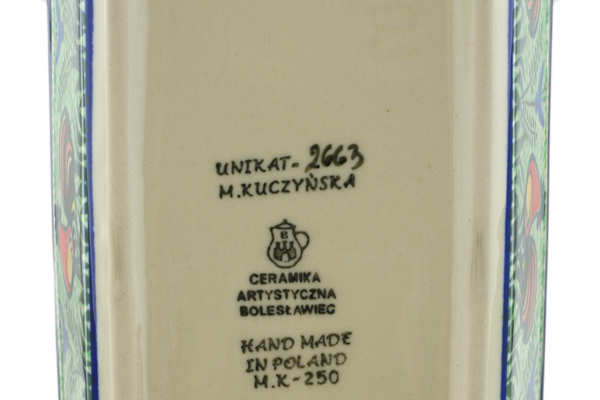 UNIKAT- 2663
M.KUCZYŃSKA
B
CERAMIKA
ARTYSTYCZNA
BOLESŁAWIEC
HAND MADE
IN POLAND
M.K-250